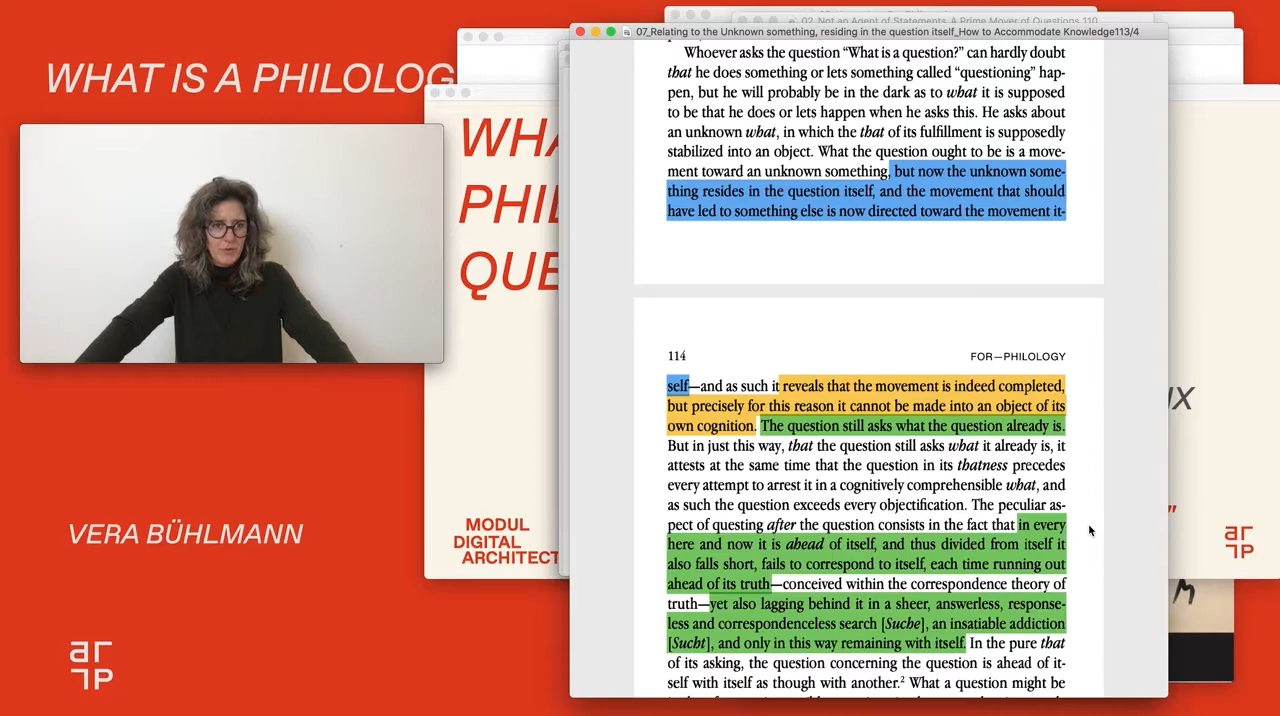 WHAT IS A PHILOLOG
VERA BÜHLMANN
WHA
PHIL
QUE
MODUL
DIGITAL
ARCHITECT
02_Not an Agent of Statements, A Prime Mover of Questions 110
07_Relating to the Unknown something, residing in the question itself_How to Accommodate Knowledge113/4
Whoever asks the question “What is a question?” can hardly doubt
that he does something or lets something called “questioning” hap-
pen, but he will probably be in the dark as to what it is supposed
to be that he does or lets happen when he asks this. He asks about
an unknown what, in which the that of its fulfillment is supposedly
stabilized into an object. What the question ought to be is a move-
ment toward an unknown something, but now the unknown some-
thing resides in the question itself, and the movement that should
have led to something else is now directed toward the movement it-
114
FOR—PHILOLOGY
self—and as such it reveals that the movement is indeed completed,
but precisely for this reason it cannot be made into an object of its
own cognition. The question still asks what the question already is.
But in just this way, that the question still asks what it already is, it
attests at the same time that the question in its thatness precedes
every attempt to arrest it in a cognitively comprehensible what, and
as such the question exceeds every objectification. The peculiar as-
pect of questing after the question consists in the fact that in every
here and now it is ahead of itself, and thus divided from itself it
also falls short, fails to correspond to itself, each time running out
ahead of its truth—conceived within the correspondence theory of
truth—yet also lagging behind it in a sheer, answerless, response-
less and correspondenceless search [Suche], an insatiable addiction
[Sucht], and only in this way remaining with itself. In the pure that
of its asking, the question concerning the question is ahead of it-
self with itself as though with another.² What a question might be
IX